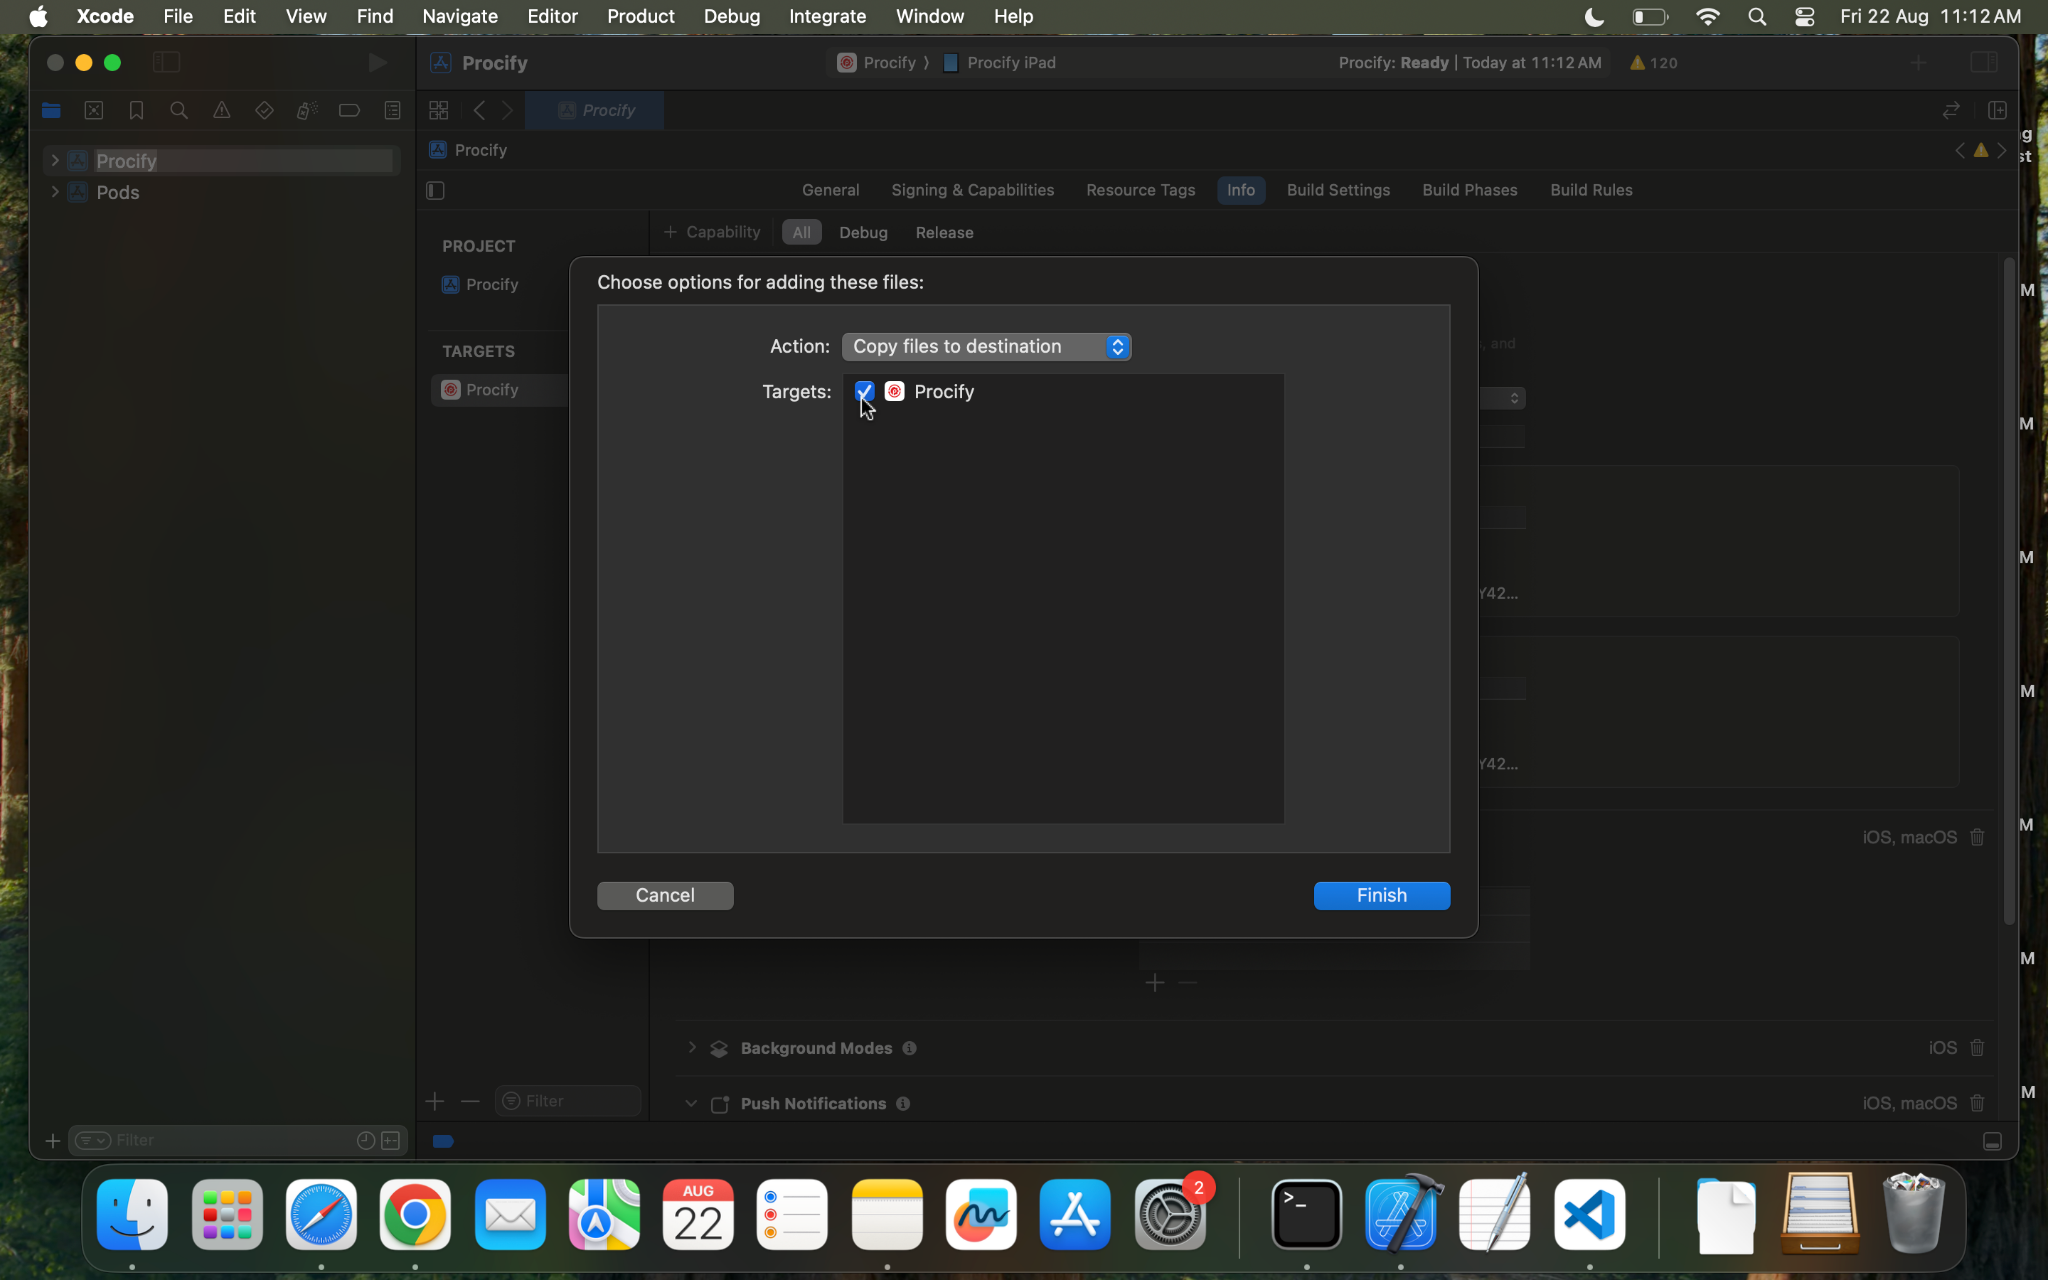 Xcode File Edit View Find Navigate Editor Product Debug Integrate Window Help Fri 22 Aug 11:12 AM
Procify Procify Procify iPad Procify: Ready | Today at 11:12 AM 120
Procify
Procify
Procify
Pods
General Signing & Capabilities Resource Tags Info Build Settings Build Phases Build Rules
+ Capability All Debug Release
PROJECT
Procify
TARGETS
Procify
Choose options for adding these files:
Action: Copy files to destination
Targets: Procify
Cancel Finish
, and
Y42...
Y42...
iOS, macOS
Background Modes iOS
Push Notifications iOS, macOS
Filter
Filter
g
st
M
M
M
M
M
M
M
AUG
22
2
>_